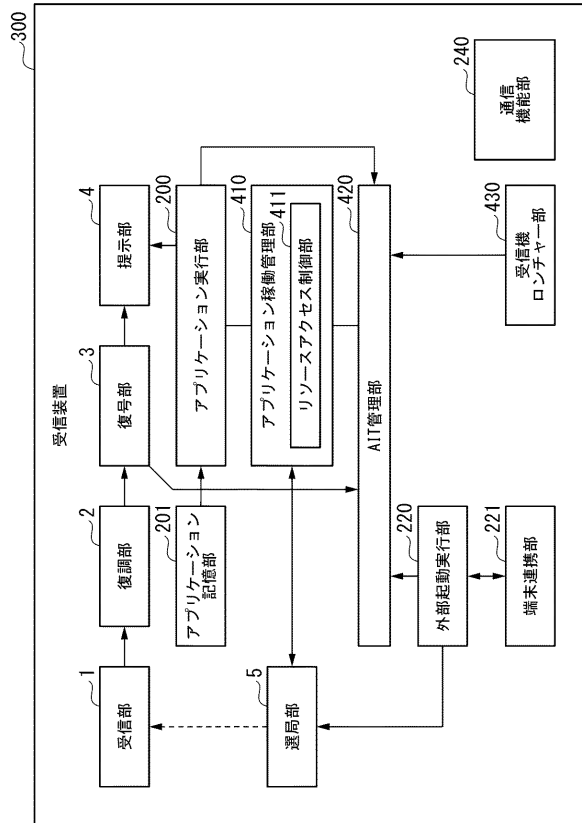 300
受信装置
1
受信部
2
復調部
3
復号部
4
提示部
201
アプリケーション
記憶部
200
アプリケーション実行部
5
選局部
410
アプリケーション稼働管理部
411
リソースアクセス制御部
420
AIT管理部
220
外部起動実行部
430
受信機
ロンチャー部
240
通信
機能部
221
端末連携部